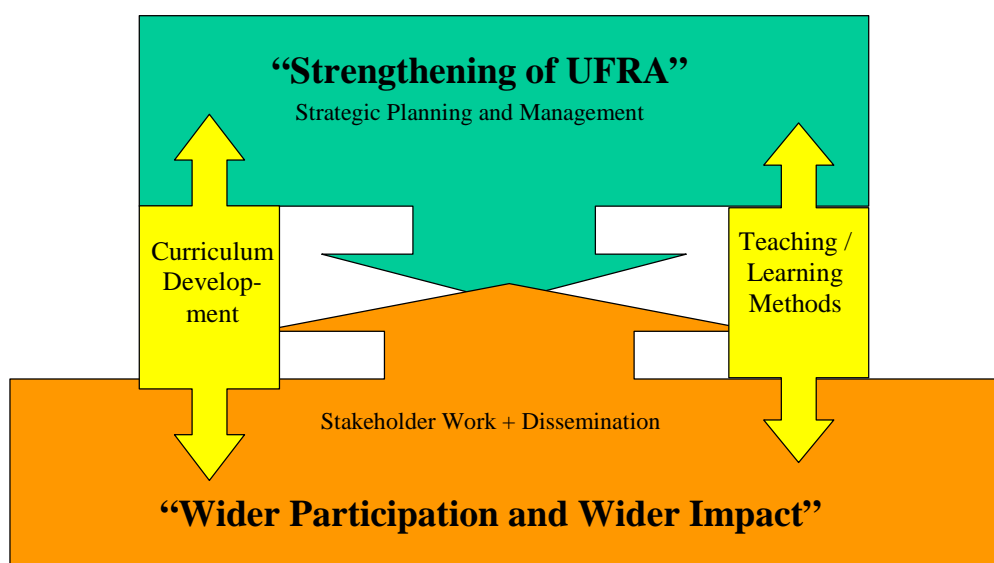 “Strengthening of UFRA”
Strategic Planning and Management
Curriculum
Develop-
ment
Teaching /
Learning
Methods
Stakeholder Work + Dissemination
“Wider Participation and Wider Impact”